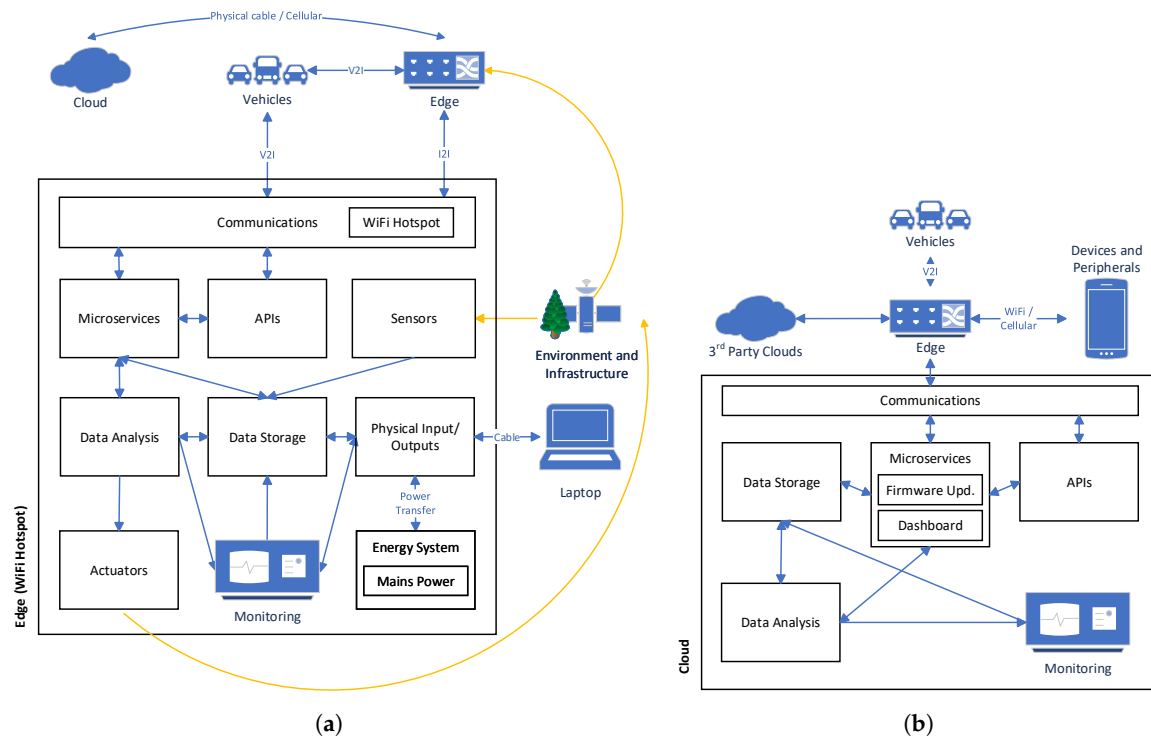 Physical cable / Cellular
Cloud
Vehicles
V2I
Edge
V2I
I2I
Communications
WiFi Hotspot
Microservices
APIs
Sensors
Environment and
Infrastructure
Data Analysis
Data Storage
Physical Input/
Outputs
Cable
Laptop
Power
Transfer
Actuators
Monitoring
Energy System
Mains Power
Edge (WiFi Hotspot)
(a)
Vehicles
V2I
Devices and
Peripherals
3rd Party Clouds
Edge
WiFi /
Cellular
Communications
Data Storage
Microservices
Firmware Upd.
Dashboard
APIs
Data Analysis
Monitoring
Cloud
(b)